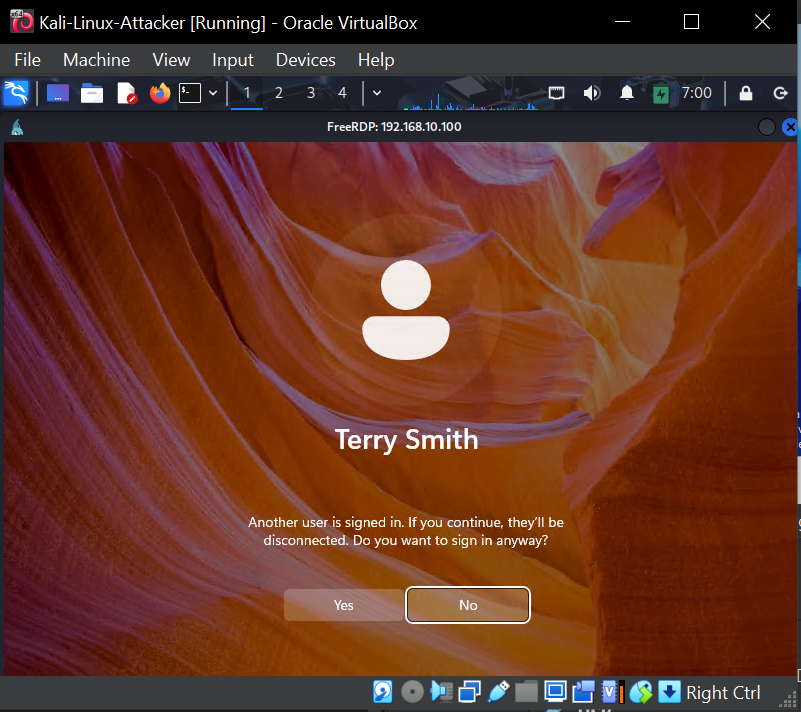 Kali-Linux-Attacker [Running] - Oracle VirtualBox
File Machine View Input Devices Help
1 2 3 4 7:00
FreeRDP: 192.168.10.100
Terry Smith
Another user is signed in. If you continue, they'll be
disconnected. Do you want to sign in anyway?
Yes No
Right Ctrl